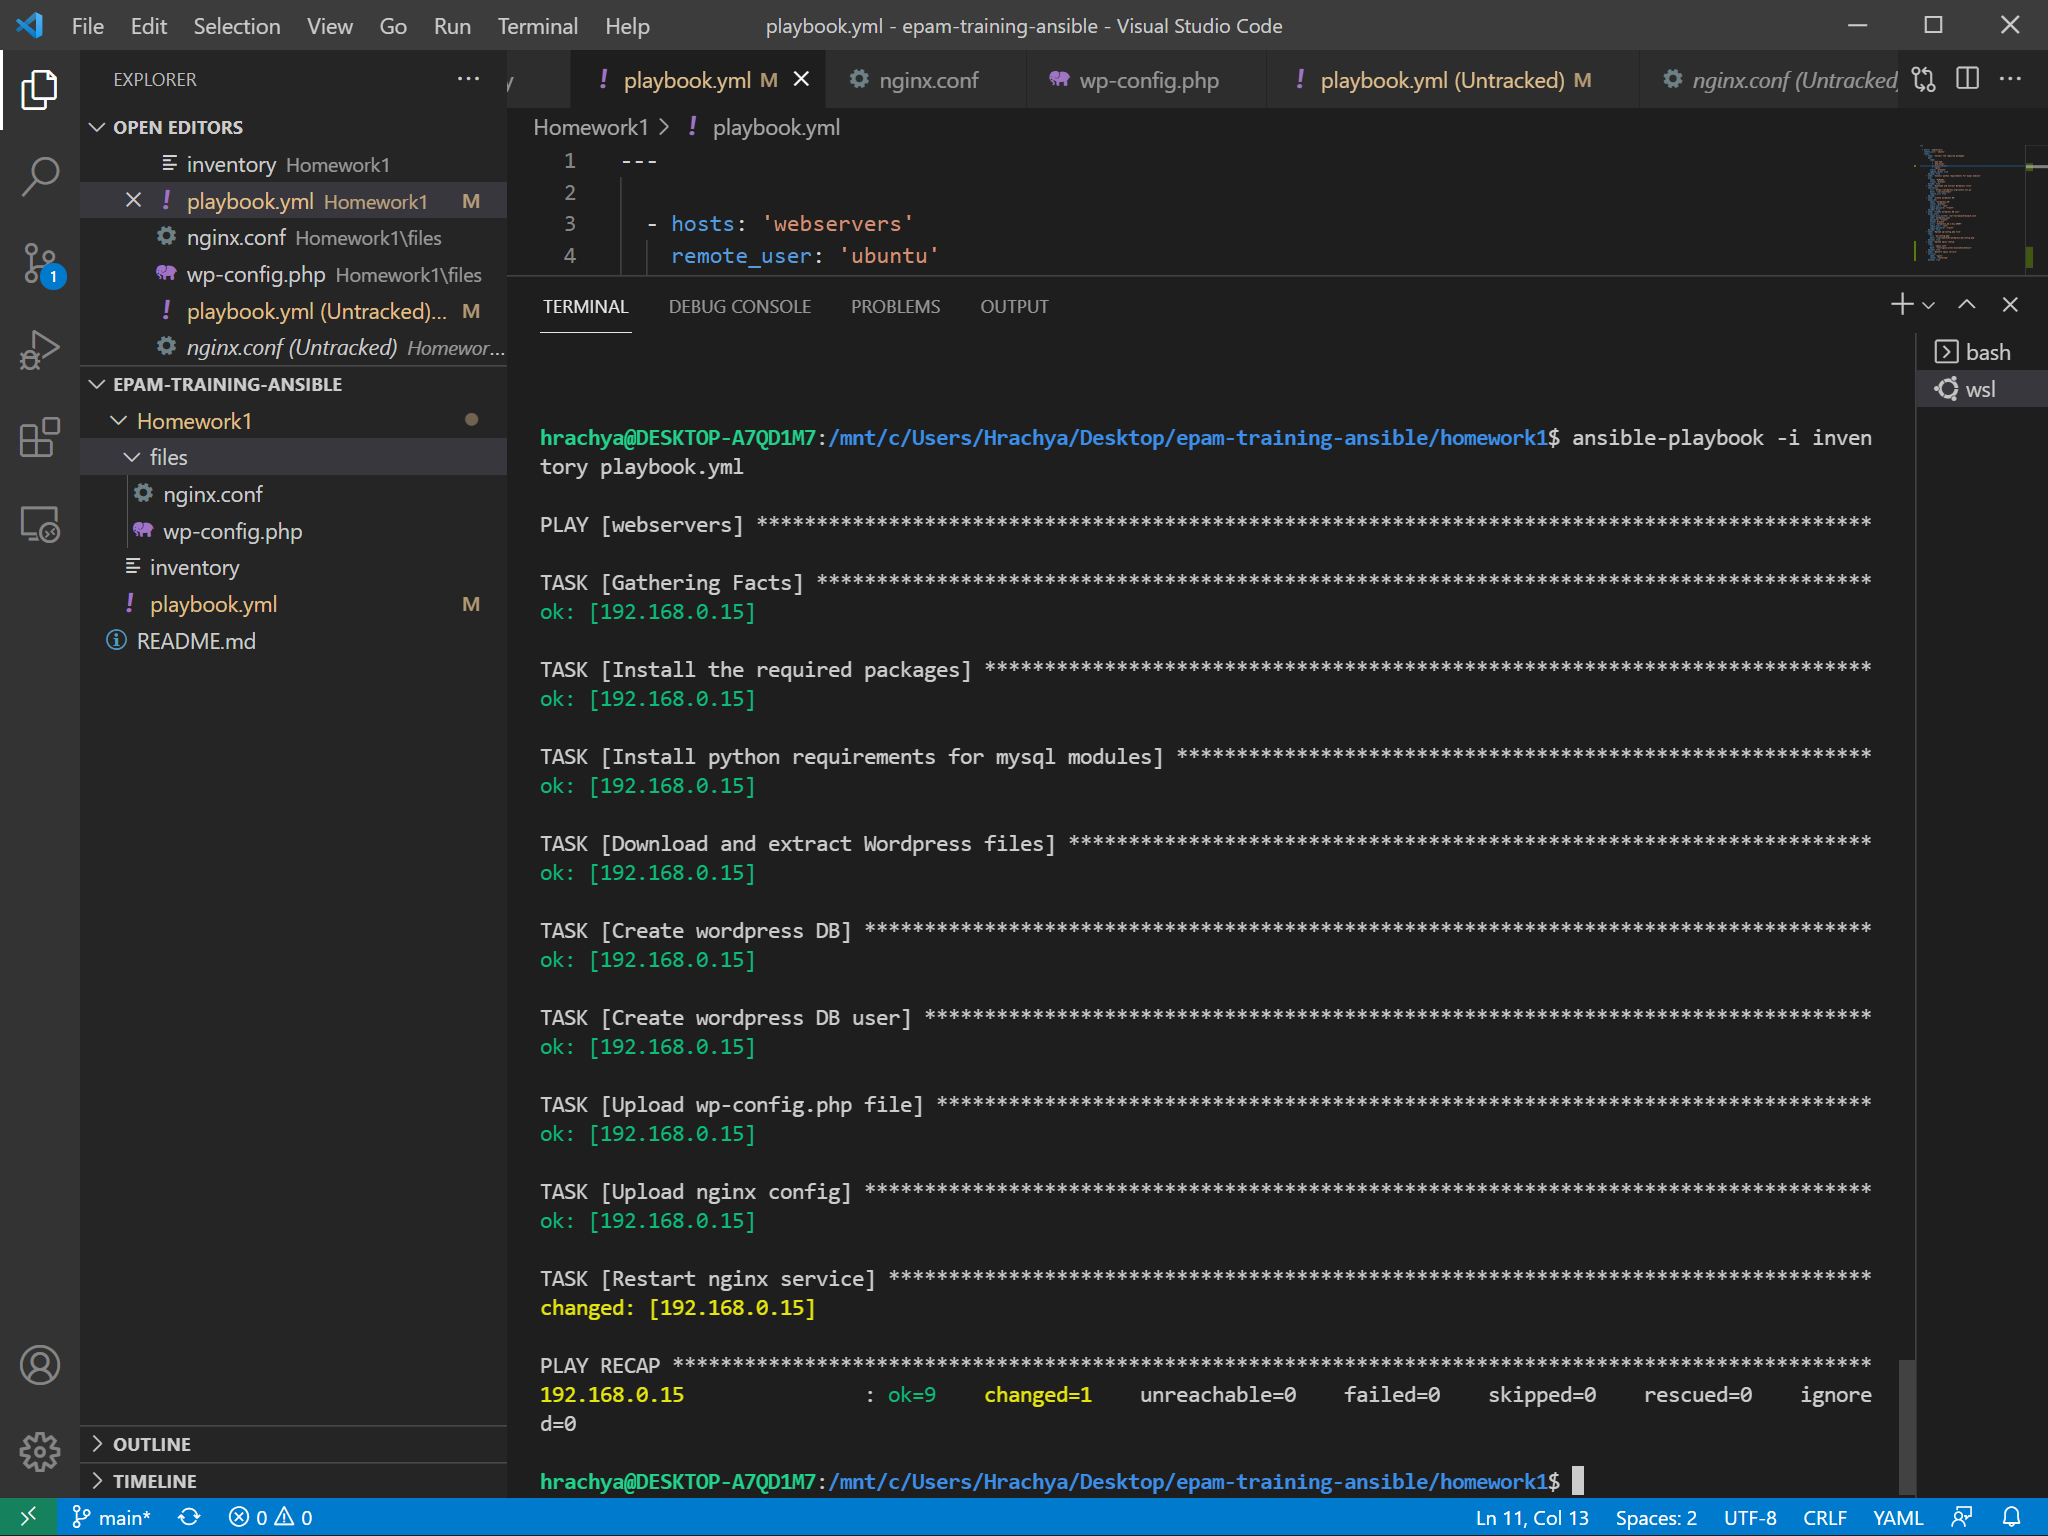 File Edit Selection View Go Run Terminal Help playbook.yml - epam-training-ansible - Visual Studio Code
EXPLORER
playbook.yml M nginx.conf wp-config.php playbook.yml (Untracked) M nginx.conf (Untracked)
OPEN EDITORS
inventory Homework1
playbook.yml Homework1 M
nginx.conf Homework1\files
wp-config.php Homework1\files
playbook.yml (Untracked)... M
nginx.conf (Untracked) Homewor...
EPAM-TRAINING-ANSIBLE
Homework1
files
nginx.conf
wp-config.php
inventory
playbook.yml M
README.md
OUTLINE
TIMELINE
Homework1 > playbook.yml
1 ---
2
3 - hosts: 'webservers'
4 remote_user: 'ubuntu'
TERMINAL DEBUG CONSOLE PROBLEMS OUTPUT
bash
wsl
hrachya@DESKTOP-A7QD1M7:/mnt/c/Users/Hrachya/Desktop/epam-training-ansible/homework1$ ansible-playbook -i inven
tory playbook.yml
PLAY [webservers] *********************************************************************************************
TASK [Gathering Facts] ****************************************************************************************
ok: [192.168.0.15]
TASK [Install the required packages] **************************************************************************
ok: [192.168.0.15]
TASK [Install python requirements for mysql modules] **********************************************************
ok: [192.168.0.15]
TASK [Download and extract Wordpress files] *******************************************************************
ok: [192.168.0.15]
TASK [Create wordpress DB] ************************************************************************************
ok: [192.168.0.15]
TASK [Create wordpress DB user] *******************************************************************************
ok: [192.168.0.15]
TASK [Upload wp-config.php file] ******************************************************************************
ok: [192.168.0.15]
TASK [Upload nginx config] ************************************************************************************
ok: [192.168.0.15]
TASK [Restart nginx service] **********************************************************************************
changed: [192.168.0.15]
PLAY RECAP ****************************************************************************************************
192.168.0.15 : ok=9 changed=1 unreachable=0 failed=0 skipped=0 rescued=0 ignore
d=0
hrachya@DESKTOP-A7QD1M7:/mnt/c/Users/Hrachya/Desktop/epam-training-ansible/homework1$
1
main* 0 0 Ln 11, Col 13 Spaces: 2 UTF-8 CRLF YAML